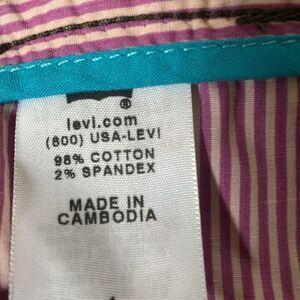 ®
levi.com
(800) USA-LEVI
98% COTTON
2% SPANDEX
MADE IN
CAMBODIA